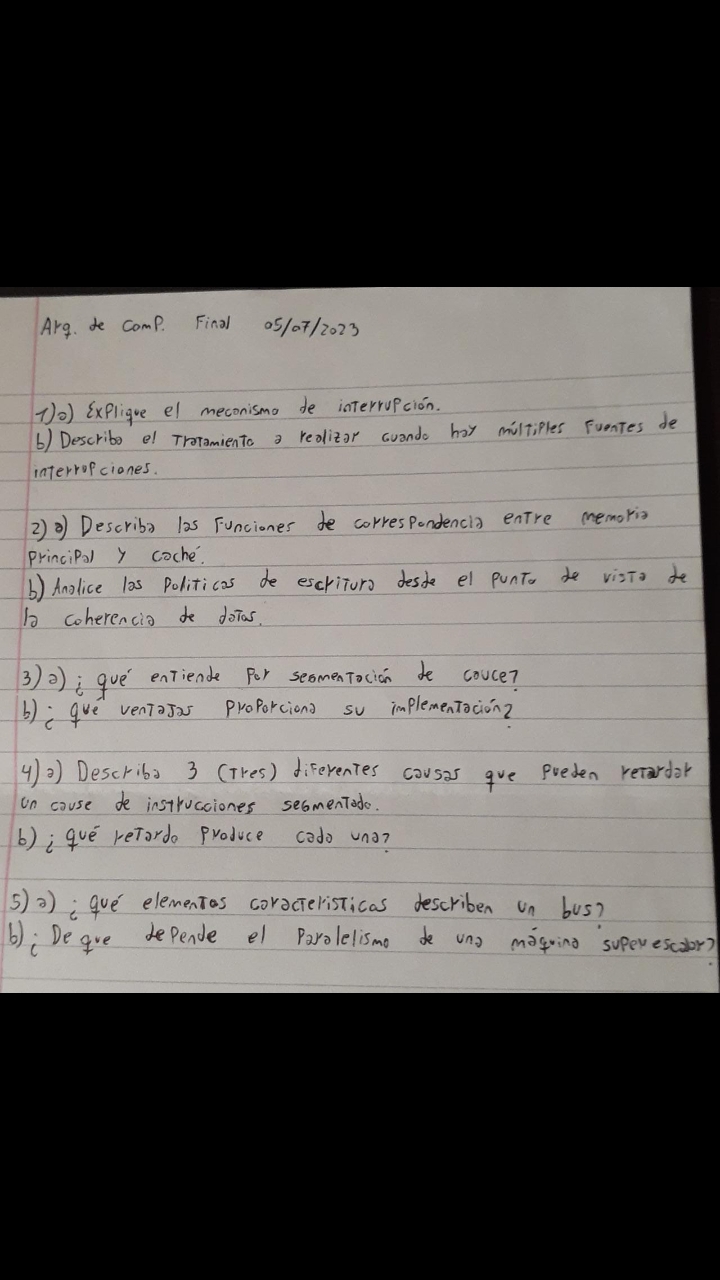 Arq. de Comp. Final 05/07/2023
1)a) Explique el mecanismo de interrupción.
b) Describa el Tratamiento a realizar cuando hay múltiples Fuentes de
interrupciones.
2) a) Describa las Funciones de correspondencia entre memoria
Principal y caché.
b) Analice las Politicas de escritura desde el punto de vista de
la coherencia de datos.
3) a) ¿qué entiende Por segmentación de cauce?
b) ¿qué ventajas Proporciona su implementación?
4) a) Describa 3 (Tres) diferentes causas que pueden retardar
un cause de instrucciones segmentado.
b) ¿qué retardo produce cada una?
5) a) ¿qué elementos caracteristicos describen un bus?
b) ¿De que depende el Paralelismo de una máquina superescalar?